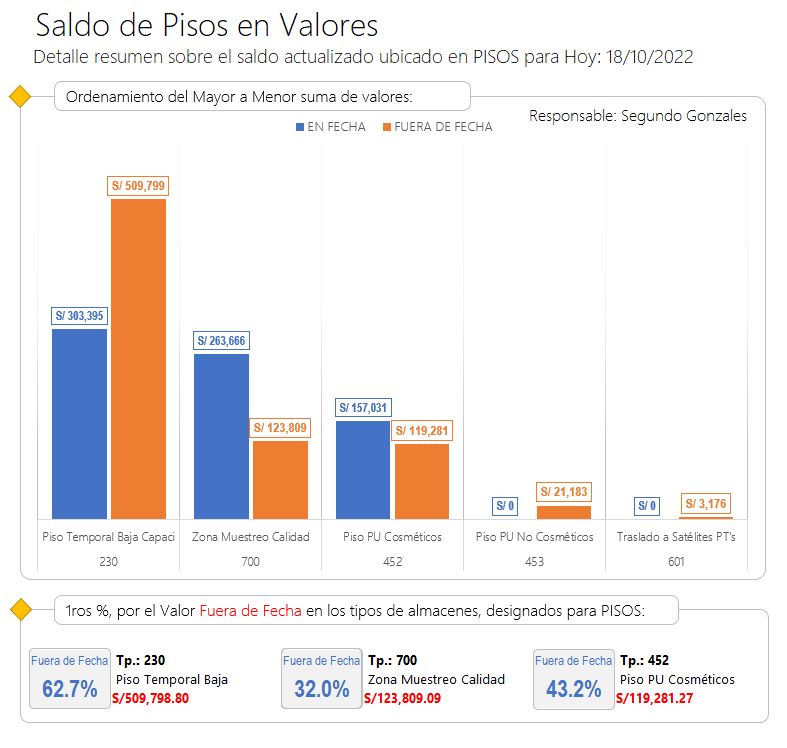 Saldo de Pisos en Valores
Detalle resumen sobre el saldo actualizado ubicado en PISOS para Hoy: 18/10/2022
Ordenamiento del Mayor a Menor suma de valores:
Responsable: Segundo Gonzales
EN FECHA FUERA DE FECHA
S/ 509,799
S/ 303,395
S/ 263,666
S/ 157,031
S/ 123,809
S/ 119,281
S/ 0
S/ 21,183
S/ 0
S/ 3,176
Piso Temporal Baja Capaci Zona Muestreo Calidad Piso PU Cosméticos Piso PU No Cosméticos Traslado a Satélites PT's
230 700 452 453 601
1ros %, por el Valor Fuera de Fecha en los tipos de almacenes, designados para PISOS:
Fuera de Fecha
62.7%
Tp.: 230
Piso Temporal Baja
S/509,798.80
Fuera de Fecha
32.0%
Tp.: 700
Zona Muestreo Calidad
S/123,809.09
Fuera de Fecha
43.2%
Tp.: 452
Piso PU Cosméticos
S/119,281.27